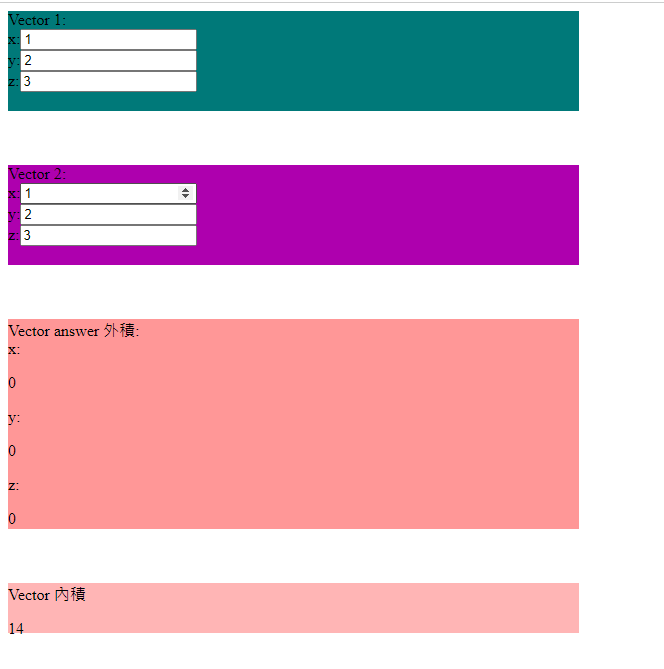 Vector 1:
x: 1
y: 2
z: 3
Vector 2:
x: 1
y: 2
z: 3
Vector answer 外積:
x:
0
y:
0
z:
0
Vector 內積
14